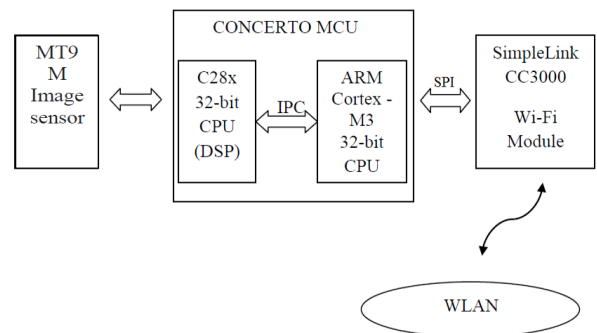 CONCERTO MCU
MT9
M
Image
sensor
C28x
32-bit
CPU
(DSP)
IPC
ARM
Cortex -
M3
32-bit
CPU
SPI
SimpleLink
CC3000
Wi-Fi
Module
WLAN